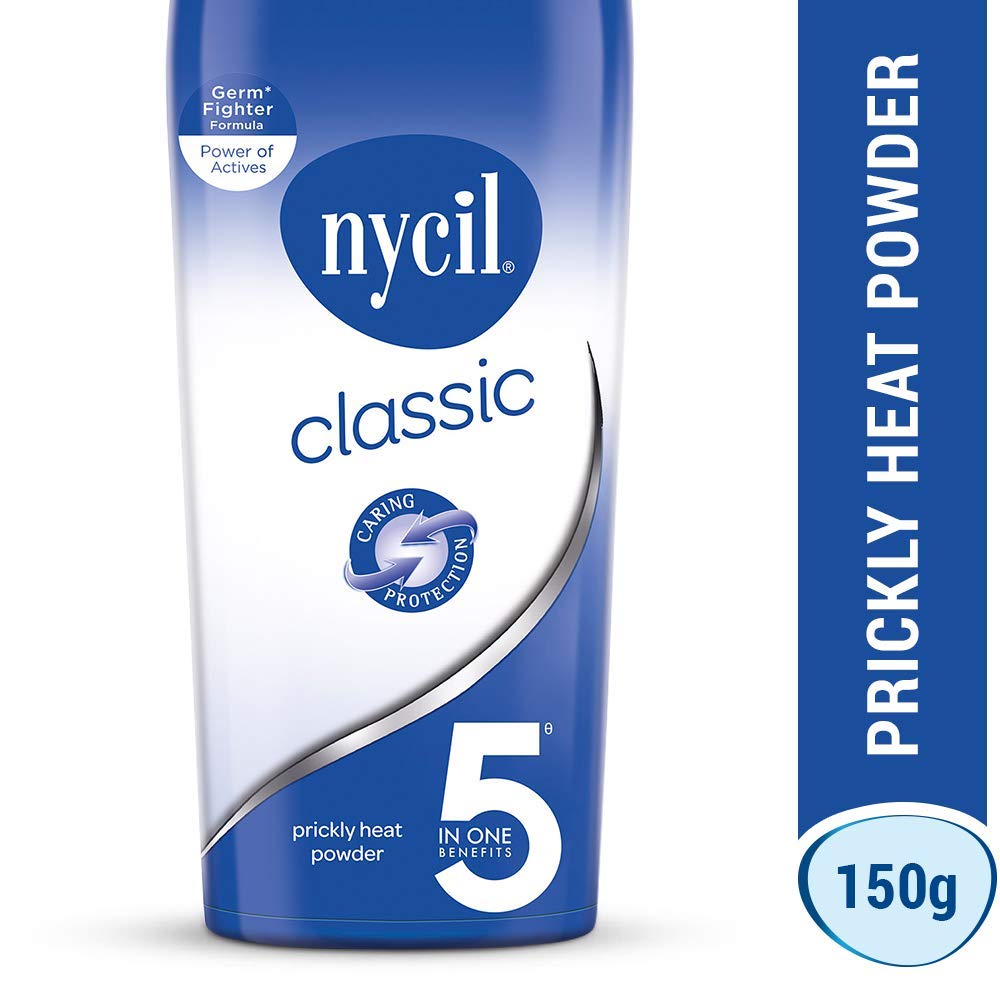 Germ*
Fighter
Formula
Power of
Actives
nycil®
classic
CARING
PROTECTION
prickly heat
powder
5θ
IN ONE
BENEFITS
PRICKLY HEAT POWDER
150g